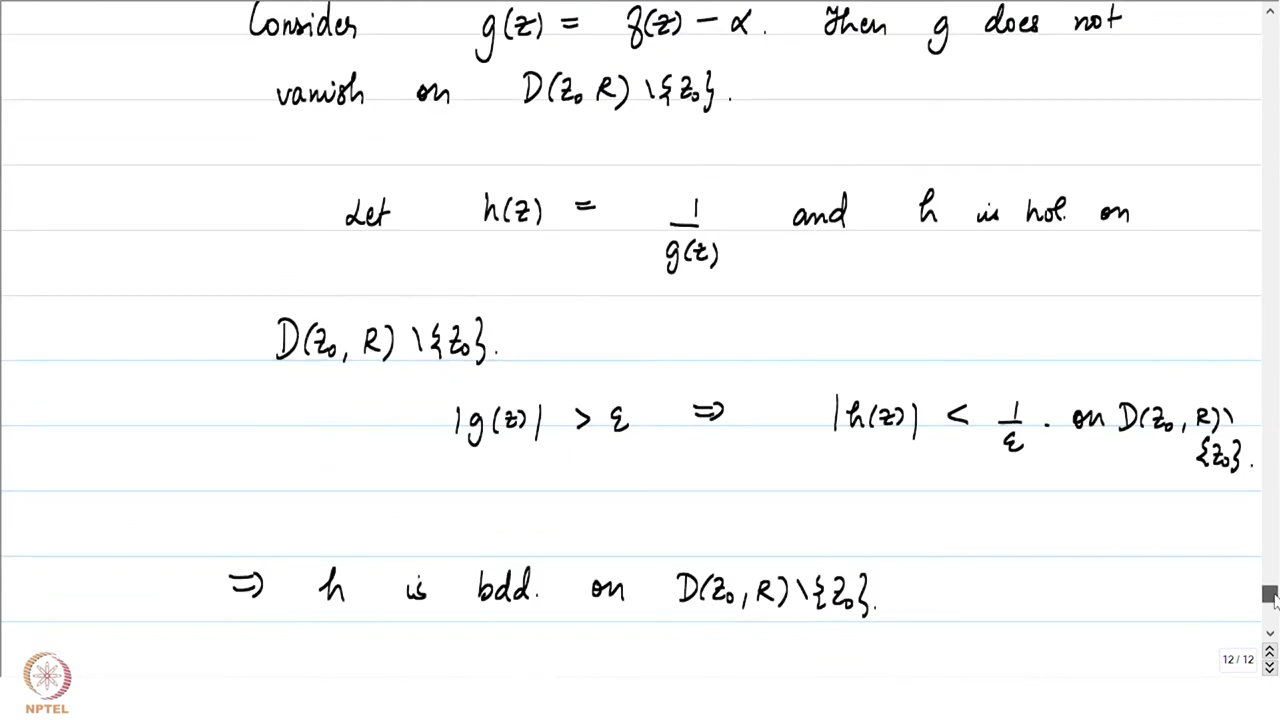 Consider g(z) = f(z) - α. Then g does not
vanish on D(z₀ R) \ {z₀}.
Let h(z) = 1/g(z) and h is hol. on
D(z₀, R) \ {z₀}.
|g(z)| > ε ⇒ |h(z)| < 1/ε . on D(z₀, R) \
{z₀}.
⇒ h is bdd. on D(z₀, R) \ {z₀}.
12 / 12
NPTEL